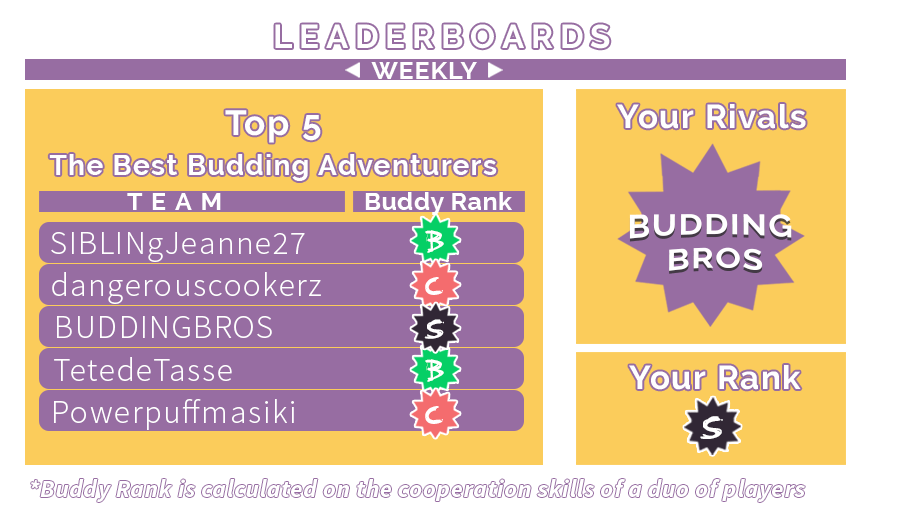 LEADERBOARDS
WEEKLY
Top 5
The Best Budding Adventurers
TEAM Buddy Rank
SIBLINgJeanne27 B
dangerouscookerz C
BUDDINGBROS S
TetedeTasse B
Powerpuffmasiki C
Your Rivals
BUDDING
BROS
Your Rank
S
*Buddy Rank is calculated on the cooperation skills of a duo of players